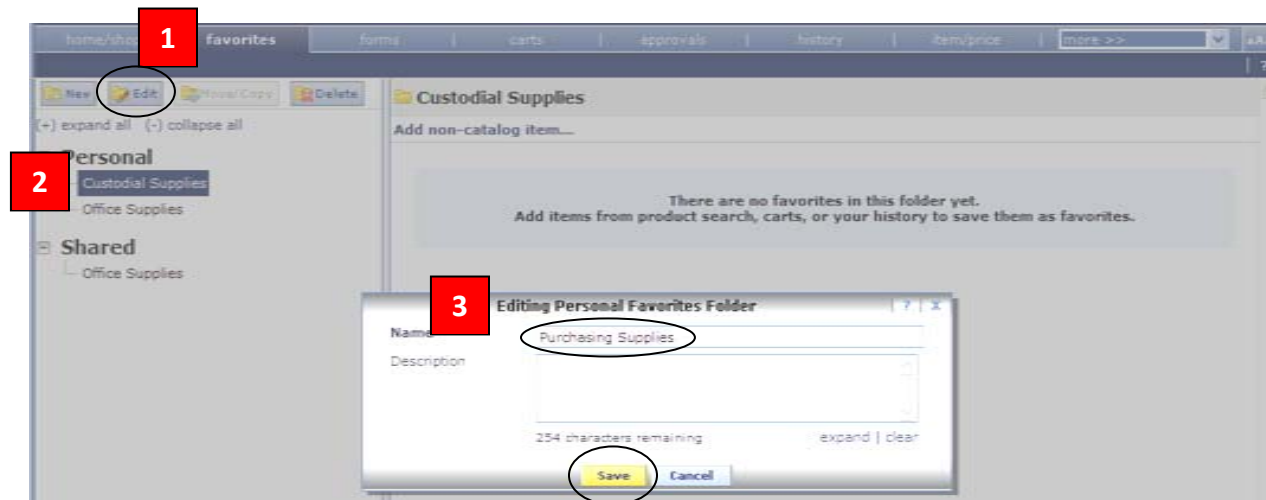 1
home/shop favorites forms carts approvals history item/price more >>
?
New Edit Move/Copy Delete
(+) expand all (-) collapse all
Personal
2
Custodial Supplies
Office Supplies
Shared
Office Supplies
Custodial Supplies
Add non-catalog item...
There are no favorites in this folder yet.
Add items from product search, carts, or your history to save them as favorites.
3
Editing Personal Favorites Folder ? X
Name Purchasing Supplies
Description
254 characters remaining expand | clear
Save Cancel